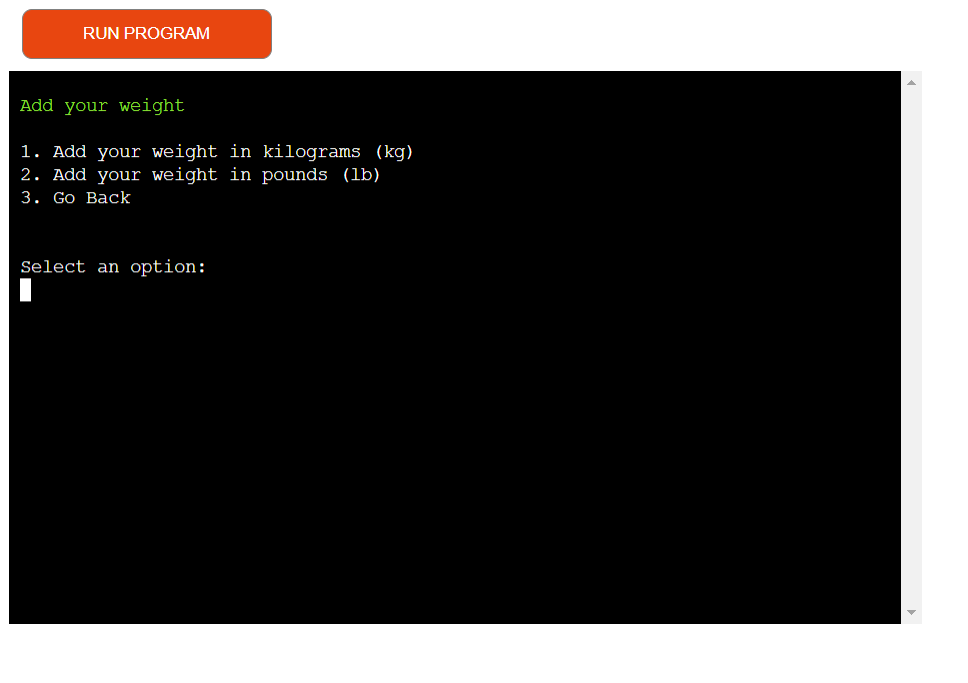 RUN PROGRAM
Add your weight
1. Add your weight in kilograms (kg)
2. Add your weight in pounds (lb)
3. Go Back
Select an option: